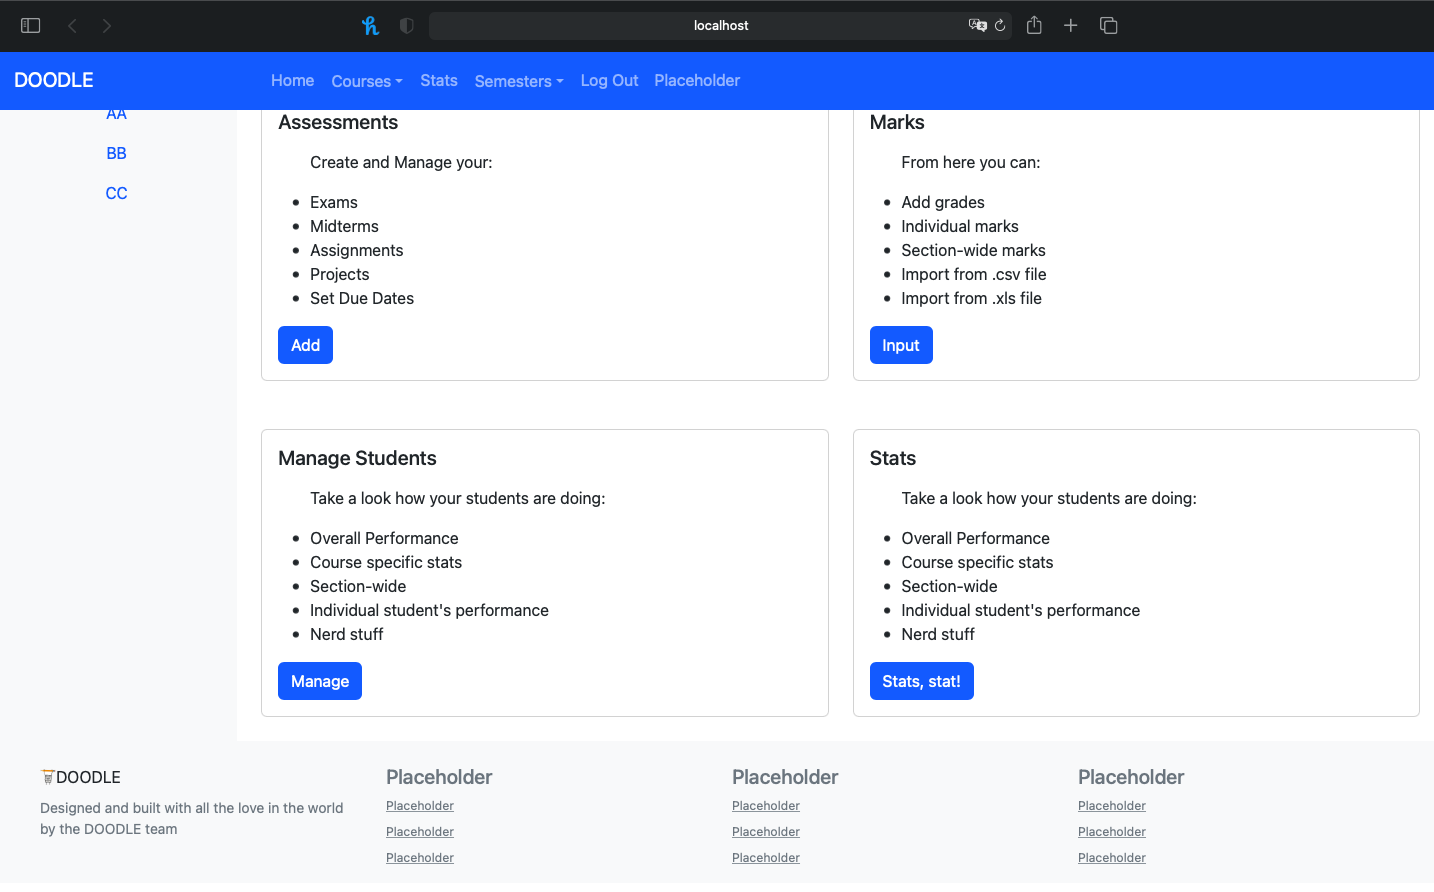 localhost
DOODLE
Home Courses Stats Semesters Log Out Placeholder
AA
BB
CC
Assessments
Create and Manage your:
Exams
Midterms
Assignments
Projects
Set Due Dates
Add
Marks
From here you can:
Add grades
Individual marks
Section-wide marks
Import from .csv file
Import from .xls file
Input
Manage Students
Take a look how your students are doing:
Overall Performance
Course specific stats
Section-wide
Individual student's performance
Nerd stuff
Manage
Stats
Take a look how your students are doing:
Overall Performance
Course specific stats
Section-wide
Individual student's performance
Nerd stuff
Stats, stat!
DOODLE
Designed and built with all the love in the world
by the DOODLE team
Placeholder
Placeholder
Placeholder
Placeholder
Placeholder
Placeholder
Placeholder
Placeholder
Placeholder
Placeholder
Placeholder
Placeholder